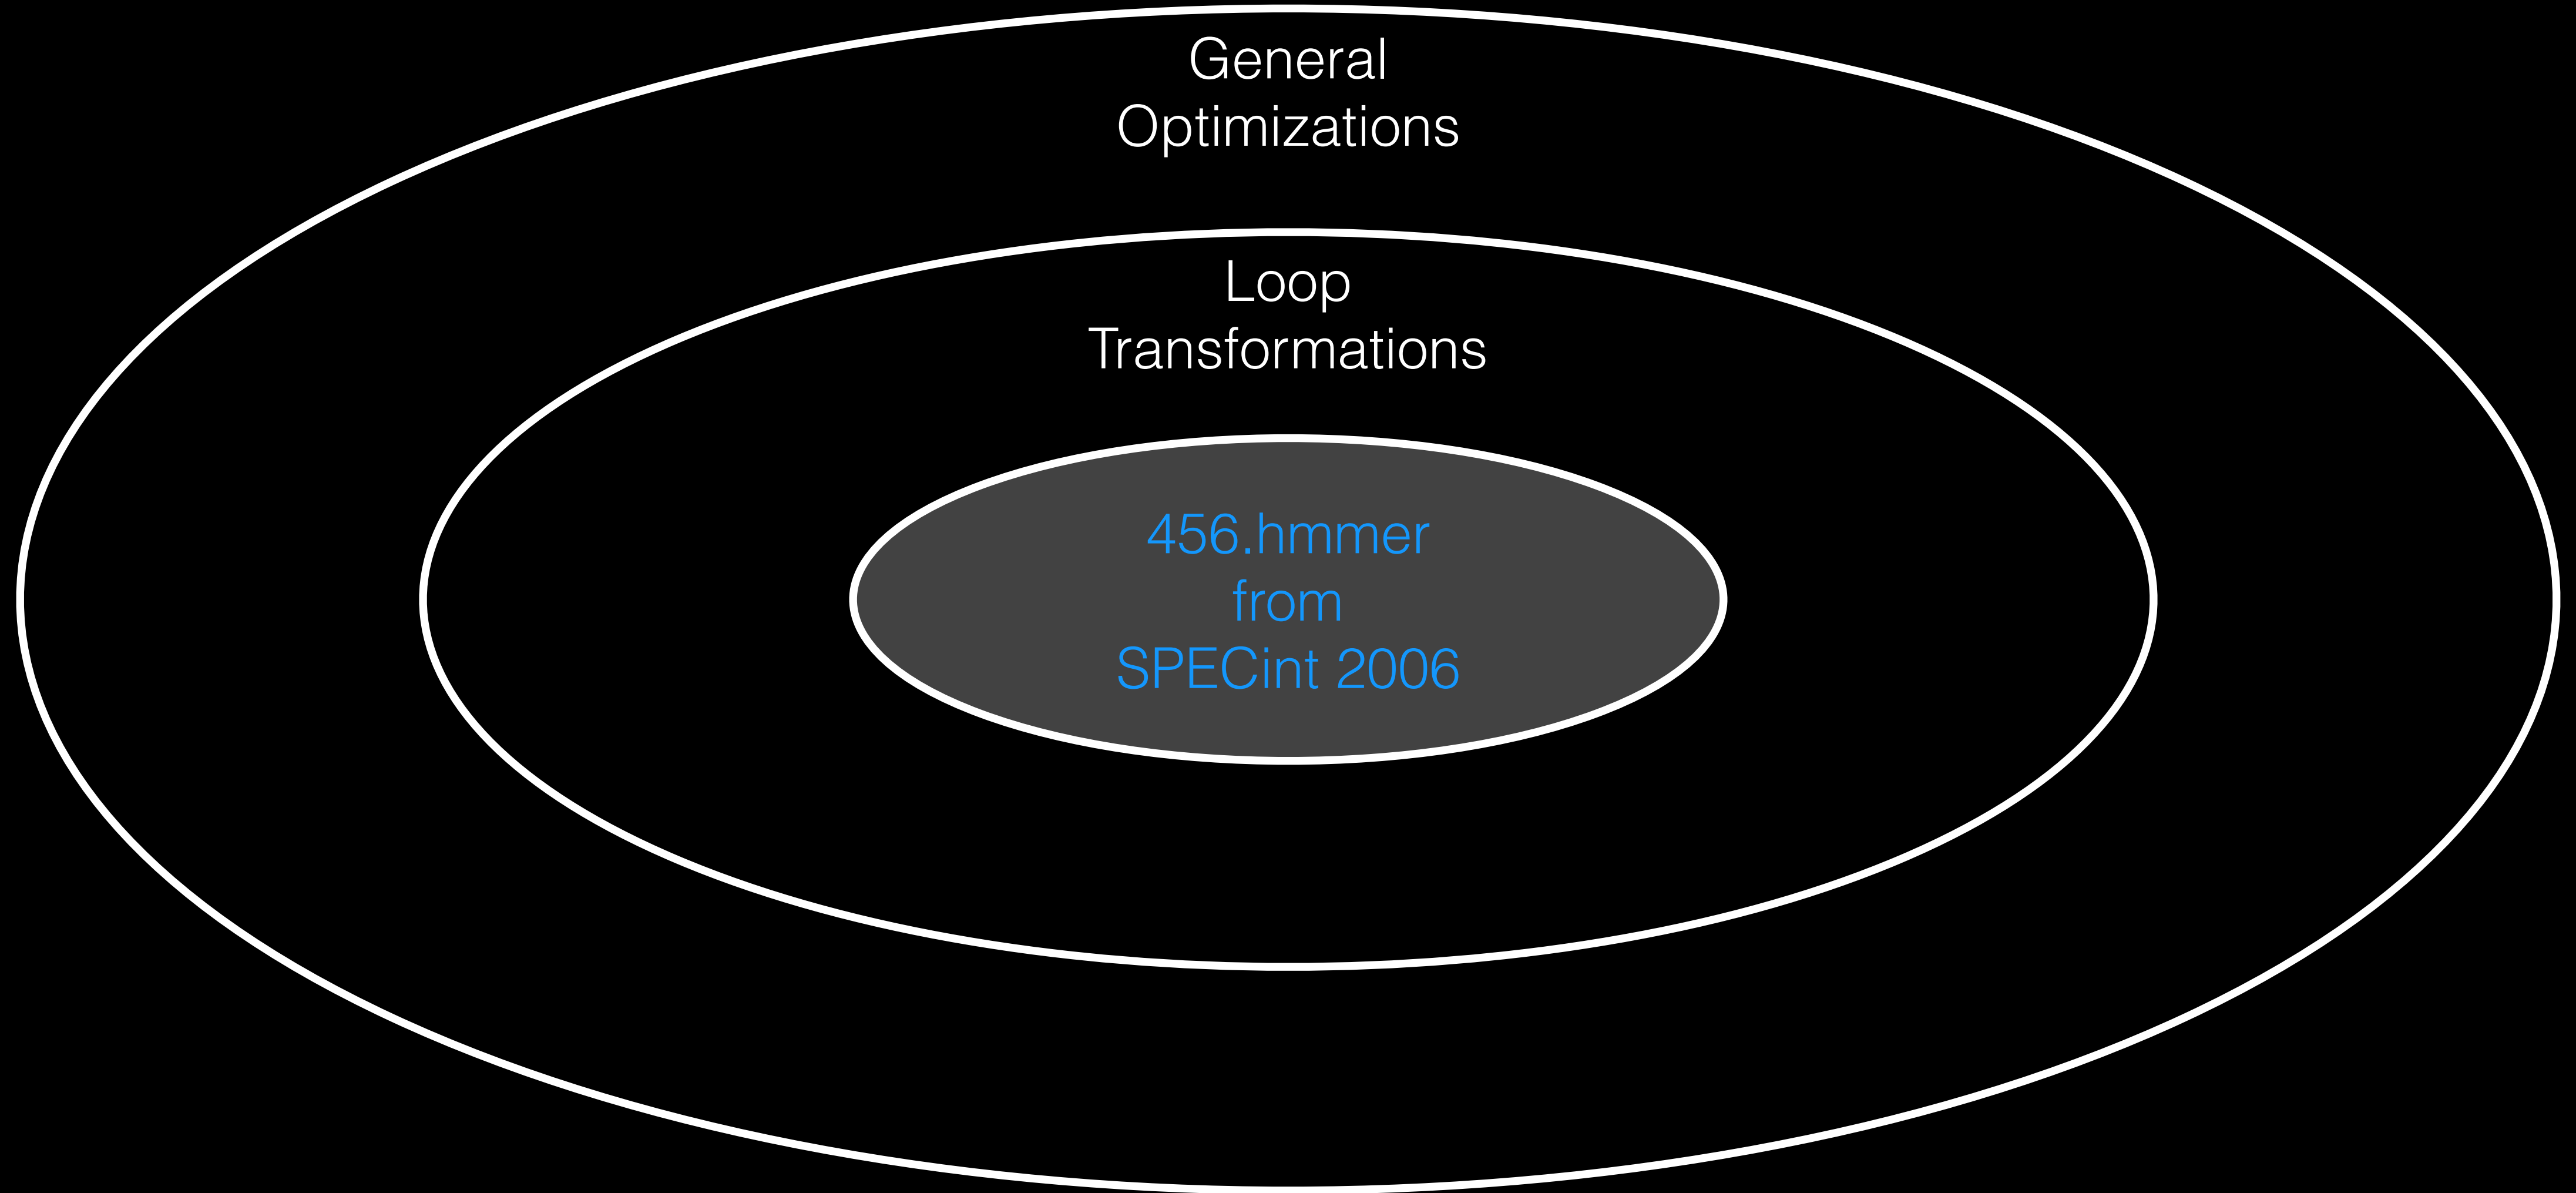 General
Optimizations
Loop
Transformations
456.hmmer
from
SPECint 2006